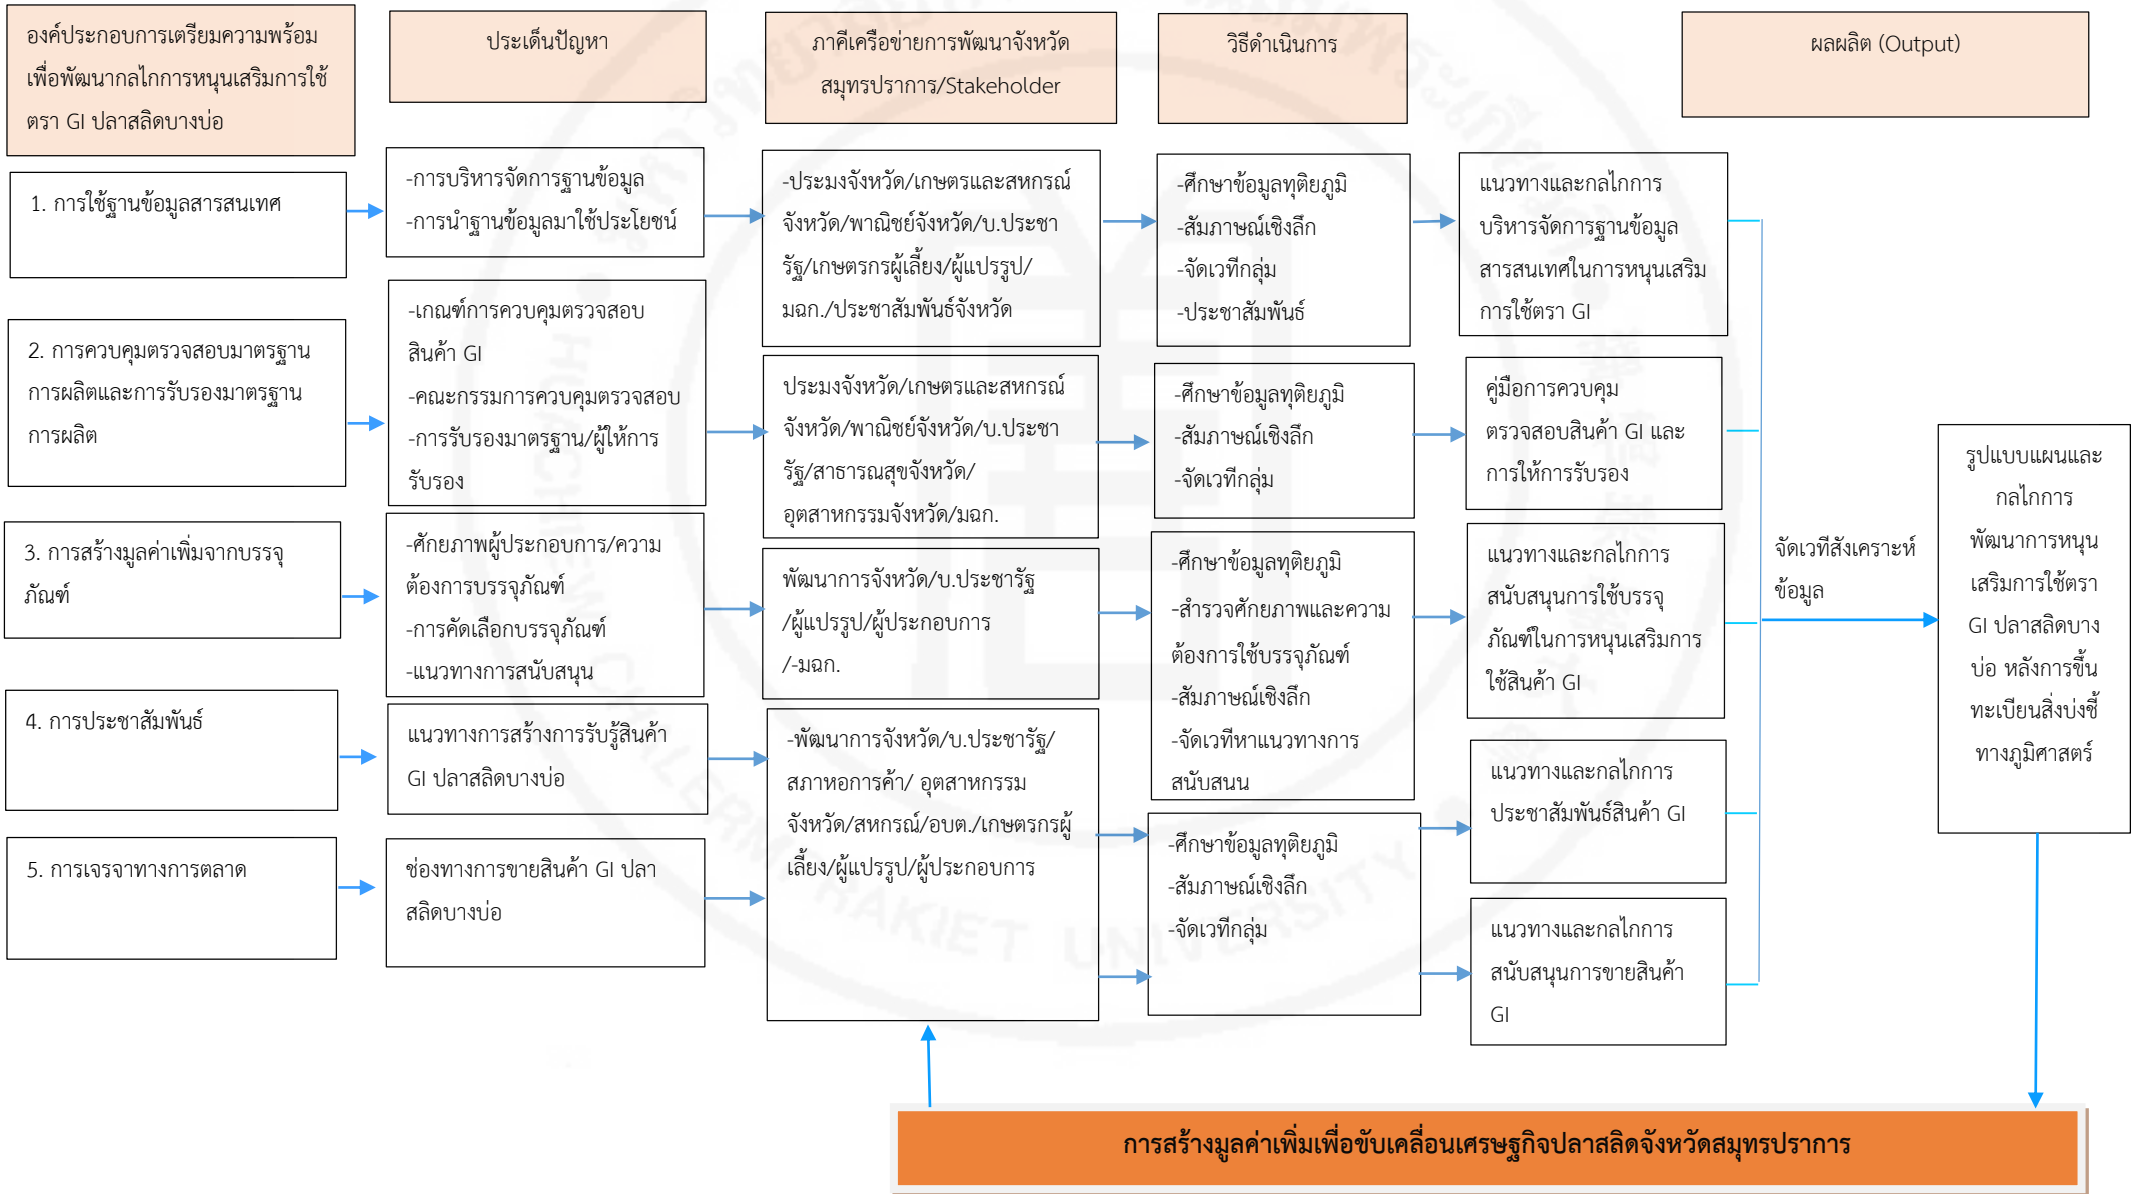 องค์ประกอบการเตรียมความพร้อม
เพื่อพัฒนากลไกการหนุนเสริมการใช้
ตรา GI ปลาสลิดบางบ่อ
ประเด็นปัญหา
ภาคีเครือข่ายการพัฒนาจังหวัด
สมุทรปราการ/Stakeholder
วิธีดำเนินการ
ผลผลิต (Output)
1. การใช้ฐานข้อมูลสารสนเทศ
-การบริหารจัดการฐานข้อมูล
-การนำฐานข้อมูลมาใช้ประโยชน์
-ประมงจังหวัด/เกษตรและสหกรณ์
จังหวัด/พาณิชย์จังหวัด/บ.ประชา
รัฐ/เกษตรกรผู้เลี้ยง/ผู้แปรรูป/
มฉก./ประชาสัมพันธ์จังหวัด
-ศึกษาข้อมูลทุติยภูมิ
-สัมภาษณ์เชิงลึก
-จัดเวทีกลุ่ม
-ประชาสัมพันธ์
แนวทางและกลไกการ
บริหารจัดการฐานข้อมูล
สารสนเทศในการหนุนเสริม
การใช้ตรา GI
2. การควบคุมตรวจสอบมาตรฐาน
การผลิตและการรับรองมาตรฐาน
การผลิต
-เกณฑ์การควบคุมตรวจสอบ
สินค้า GI
-คณะกรรมการควบคุมตรวจสอบ
-การรับรองมาตรฐาน/ผู้ให้การ
รับรอง
ประมงจังหวัด/เกษตรและสหกรณ์
จังหวัด/พาณิชย์จังหวัด/บ.ประชา
รัฐ/สาธารณสุขจังหวัด/
อุตสาหกรรมจังหวัด/มฉก.
-ศึกษาข้อมูลทุติยภูมิ
-สัมภาษณ์เชิงลึก
-จัดเวทีกลุ่ม
คู่มือการควบคุม
ตรวจสอบสินค้า GI และ
การให้การรับรอง
3. การสร้างมูลค่าเพิ่มจากบรรจุ
ภัณฑ์
-ศักยภาพผู้ประกอบการ/ความ
ต้องการบรรจุภัณฑ์
-การคัดเลือกบรรจุภัณฑ์
-แนวทางการสนับสนุน
พัฒนาการจังหวัด/บ.ประชารัฐ
/ผู้แปรรูป/ผู้ประกอบการ
/-มฉก.
-ศึกษาข้อมูลทุติยภูมิ
-สำรวจศักยภาพและความ
ต้องการใช้บรรจุภัณฑ์
-สัมภาษณ์เชิงลึก
-จัดเวทีหาแนวทางการ
สนับสนน
แนวทางและกลไกการ
สนับสนุนการใช้บรรจุ
ภัณฑ์ในการหนุนเสริมการ
ใช้สินค้า GI
4. การประชาสัมพันธ์
แนวทางการสร้างการรับรู้สินค้า
GI ปลาสลิดบางบ่อ
-พัฒนาการจังหวัด/บ.ประชารัฐ/
สภาหอการค้า/ อุตสาหกรรม
จังหวัด/สหกรณ์/อบต./เกษตรกรผู้
เลี้ยง/ผู้แปรรูป/ผู้ประกอบการ
-ศึกษาข้อมูลทุติยภูมิ
-สัมภาษณ์เชิงลึก
-จัดเวทีกลุ่ม
แนวทางและกลไกการ
ประชาสัมพันธ์สินค้า GI
5. การเจรจาทางการตลาด
ช่องทางการขายสินค้า GI ปลา
สลิดบางบ่อ
แนวทางและกลไกการ
สนับสนุนการขายสินค้า
GI
จัดเวทีสังเคราะห์
ข้อมูล
รูปแบบแผนและ
กลไกการ
พัฒนาการหนุน
เสริมการใช้ตรา
GI ปลาสลิดบาง
บ่อ หลังการขึ้น
ทะเบียนสิ่งบ่งชี้
ทางภูมิศาสตร์
การสร้างมูลค่าเพิ่มเพื่อขับเคลื่อนเศรษฐกิจปลาสลิดจังหวัดสมุทรปราการ
HUACHIEW CHALERMPRAKIET UNIVERSITY